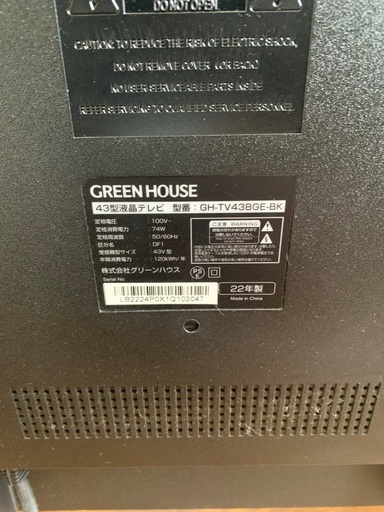 DO NOT OPEN.
CAUTION: TO REDUCE THE RISK OF ELECTRIC SHOCK,
DO NOT REMOVE COVER (OR BACK)
NO USER SERVICEABLE PARTS INSIDE
REFER SERVICING TO QUALIFIED SERVICE PERSONNEL.
GREEN HOUSE
43型液晶テレビ 型番：GH-TV43BGE-BK
定格電圧 : 100V~
定格消費電力 : 74W
定格周波数 : 50/60Hz
区分 : DF1
受信機型サイズ : 43V型
年間消費電力 : 120kWh/年
株式会社グリーンハウス
PS
E
Serial No.
LB2224P0X1Q102047
22年製
Made in China